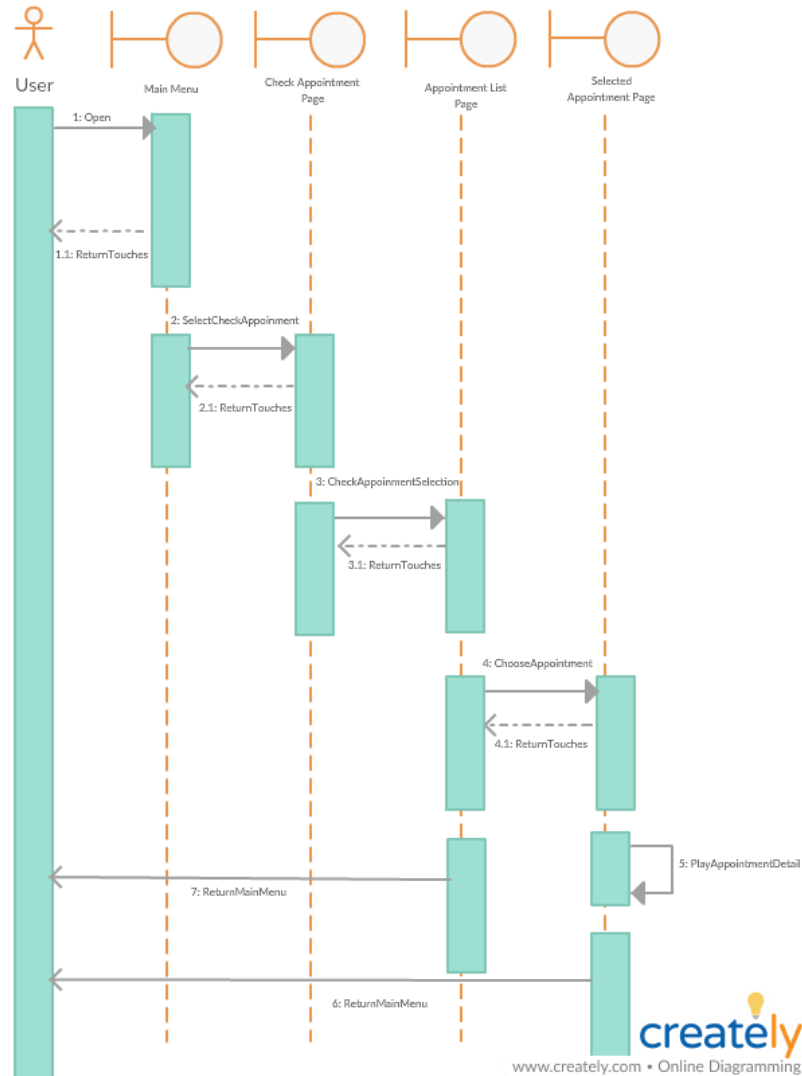 User
Main Menu
Check Appointment
Page
Appointment List
Page
Selected
Appointment Page
1: Open
1.1: ReturnTouches
2: SelectCheckAppoinment
2.1: ReturnTouches
3: CheckAppoinmentSelection
3.1: ReturnTouches
4: ChooseAppointment
4.1: ReturnTouches
5: PlayAppointmentDetail
7: ReturnMainMenu
6: ReturnMainMenu
creately
www.creately.com • Online Diagramming